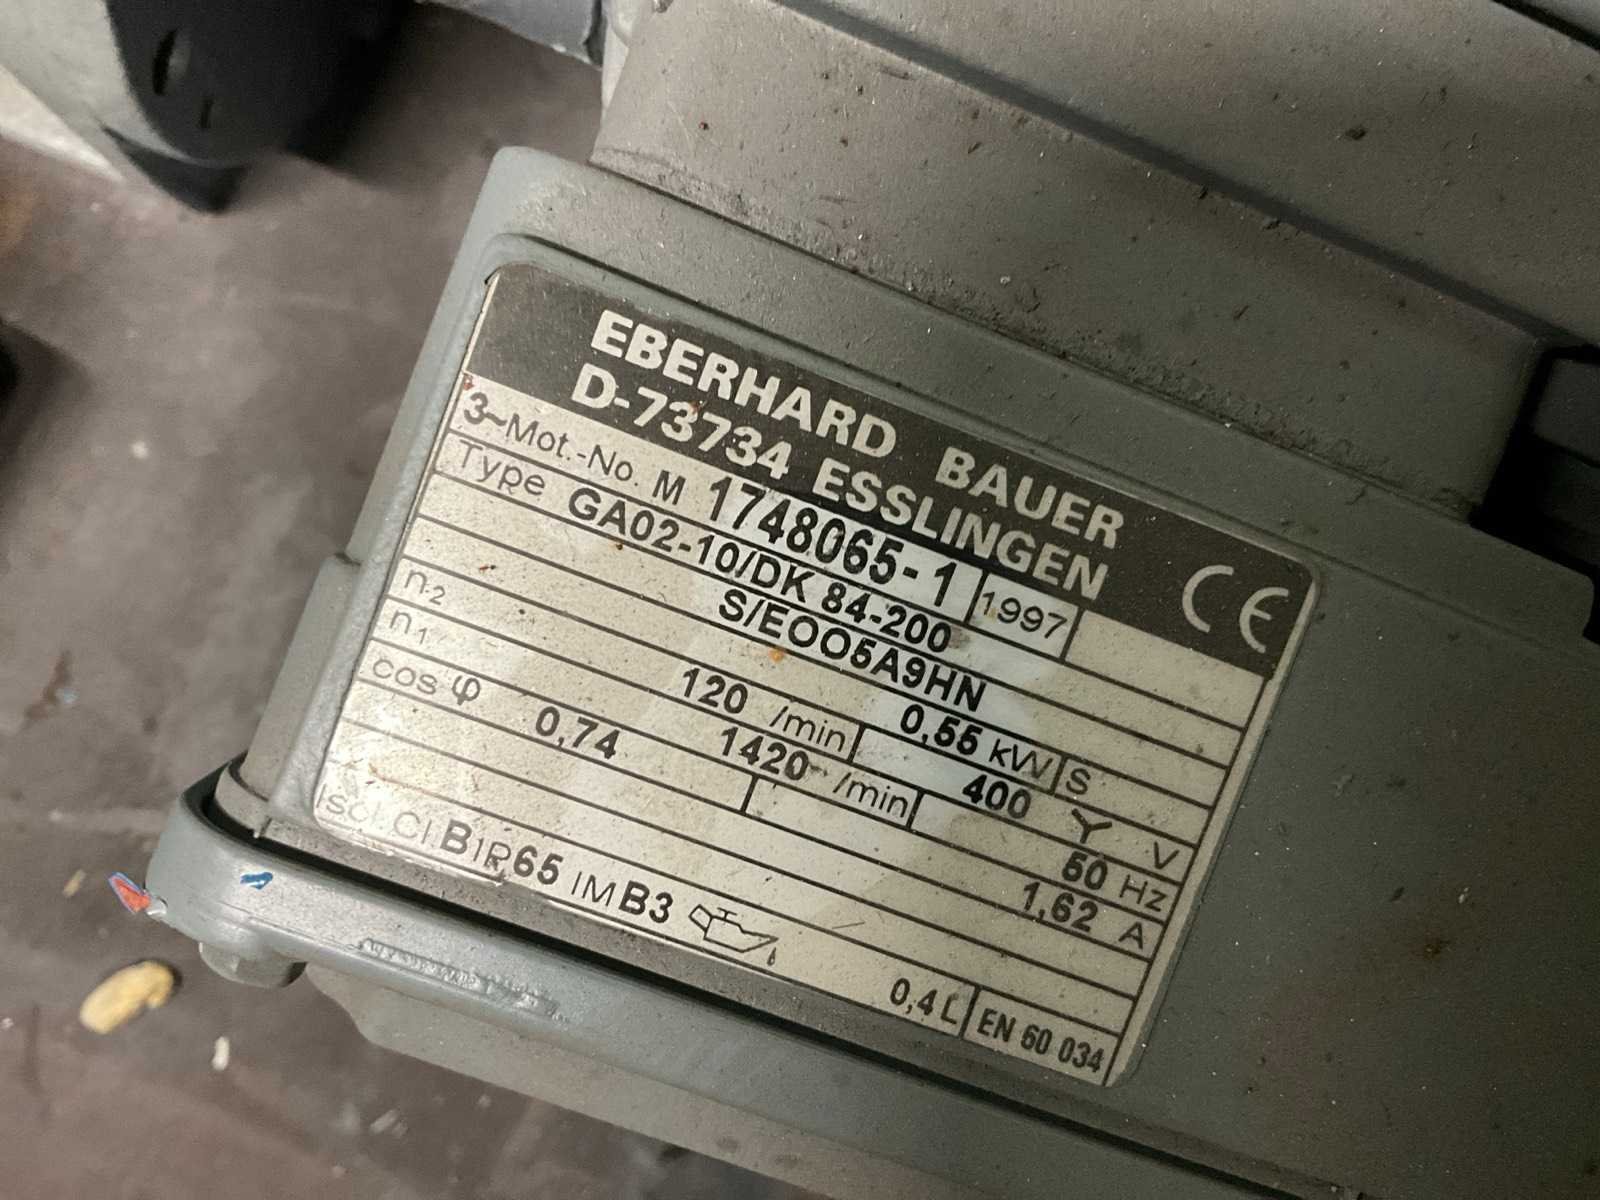 EBERHARD BAUER
D-73734 ESSLINGEN CE
3~Mot.-No. M 1748065-1 1997
Type GA02-10/DK 84-200
S/EOO5A9HN
n2 120 /min 0,55 kW S
n1 1420 /min 400 Y V
cos φ 0,74 50 Hz
1,62 A
Isol.Cl. B IP 65 IM B3 0,4 L EN 60 034